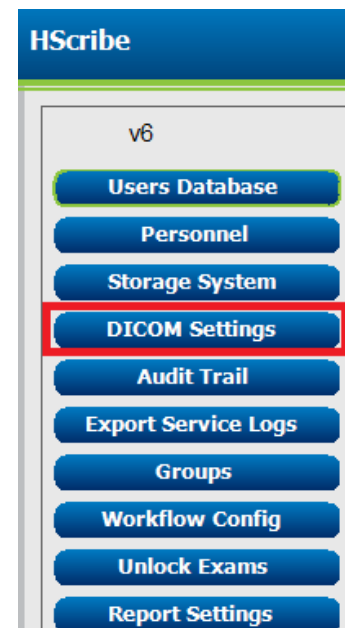 HScribe
v6
Users Database
Personnel
Storage System
DICOM Settings
Audit Trail
Export Service Logs
Groups
Workflow Config
Unlock Exams
Report Settings